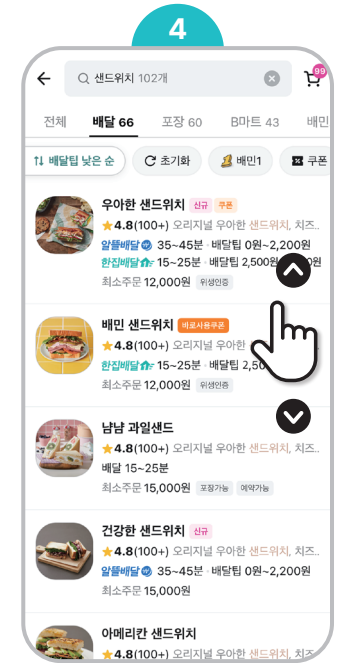 4
샌드위치 102개
99
전체 배달 66 포장 60 B마트 43 배민
↑↓ 배달팁 낮은 순 초기화 배민1 쿠폰
우아한 샌드위치 신규 쿠폰
★4.8(100+) 오리지널 우아한 샌드위치, 치즈..
알뜰배달 35~45분 · 배달팁 0원~2,200원
한집배달 15~25분 · 배달팁 2,500원 0원
최소주문 12,000원 위생인증
배민 샌드위치 바로사용쿠폰
★4.8(100+) 오리지널 우아한 치즈..
한집배달 15~25분 · 배달팁 2,50
최소주문 12,000원 위생인증
냠냠 과일샌드
★4.8(100+) 오리지널 우아한 샌드위치, 치즈..
배달 15~25분
최소주문 15,000원 포장가능 예약가능
건강한 샌드위치 신규
★4.8(100+) 오리지널 우아한 샌드위치, 치즈..
알뜰배달 35~45분 · 배달팁 0원~2,200원
최소주문 15,000원
아메리칸 샌드위치
★4.8(100+) 오리지널 우아한 샌드위치, 치즈